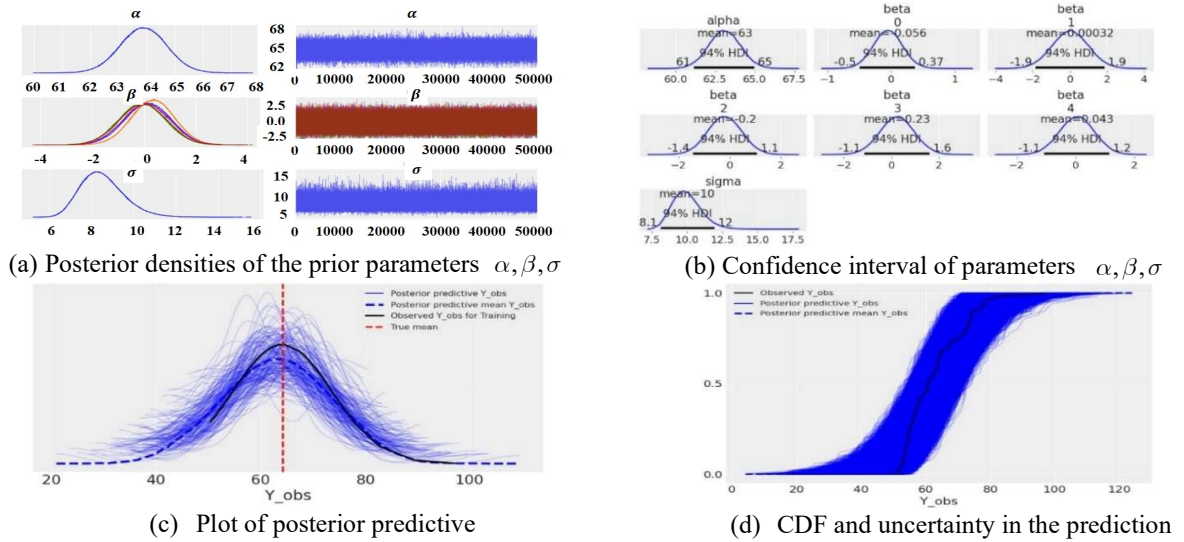 α
α
68
65
62
60 61 62 63 64 65 66 67 68
0 10000 20000 30000 40000 50000
β
β
2.5
0.0
-2.5
-4 -2 0 2 4
0 10000 20000 30000 40000 50000
σ
σ
15
10
5
6 8 10 12 14 16
0 10000 20000 30000 40000 50000
(a) Posterior densities of the prior parameters α, β, σ
alpha
mean=63
94% HDI
61 65
60.0 62.5 65.0 67.5
beta
0
mean=-0.056
94% HDI
-0.5 0.37
-1 0 1
beta
1
mean=0.00032
94% HDI
-1.9 1.9
-4 -2 0 2 4
beta
2
mean=-0.2
94% HDI
-1.4 1.1
-2 0 2
beta
3
mean=0.23
94% HDI
-1.1 1.6
-2 0 2
beta
4
mean=0.043
94% HDI
-1.1 1.2
-2 0 2
sigma
mean=10
94% HDI
8.1 12
7.5 10.0 12.5 15.0 17.5
(b) Confidence interval of parameters α, β, σ
Posterior predictive Y_obs
Posterior predictive mean Y_obs
Observed Y_obs for Training
True mean
20 40 60 80 100
Y_obs
(c) Plot of posterior predictive
Observed Y_obs
Posterior predictive Y_obs
Posterior predictive mean Y_obs
1.0
0.5
0.0
0 20 40 60 80 100 120
Y_obs
(d) CDF and uncertainty in the prediction